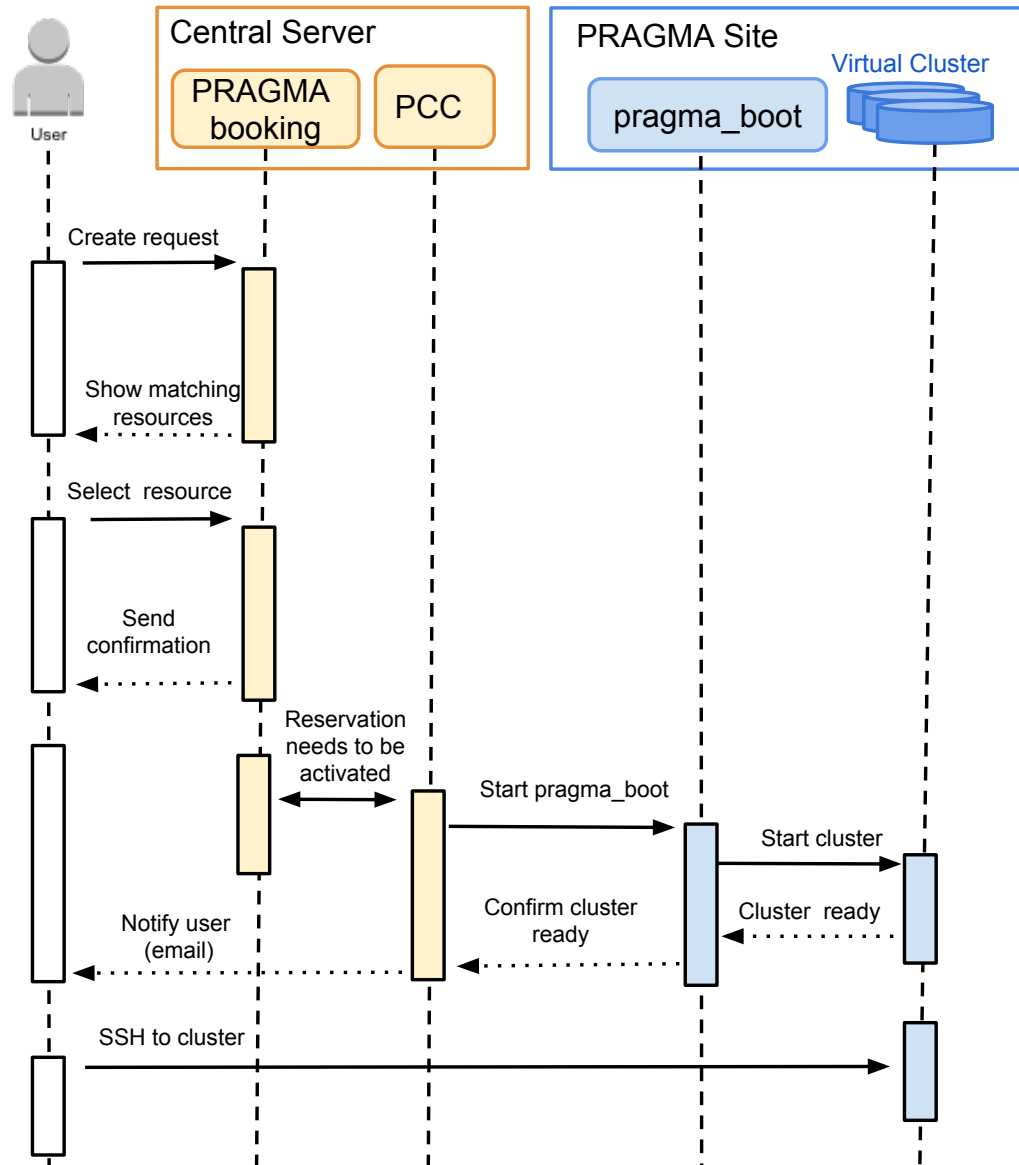 Central Server
PRAGMA Site
Virtual Cluster
User
PRAGMA
booking
PCC
pragma_boot
Create request
Show matching
resources
Select resource
Send
confirmation
Reservation
needs to be
activated
Start pragma_boot
Start cluster
Notify user
(email)
Confirm cluster
ready
Cluster ready
SSH to cluster